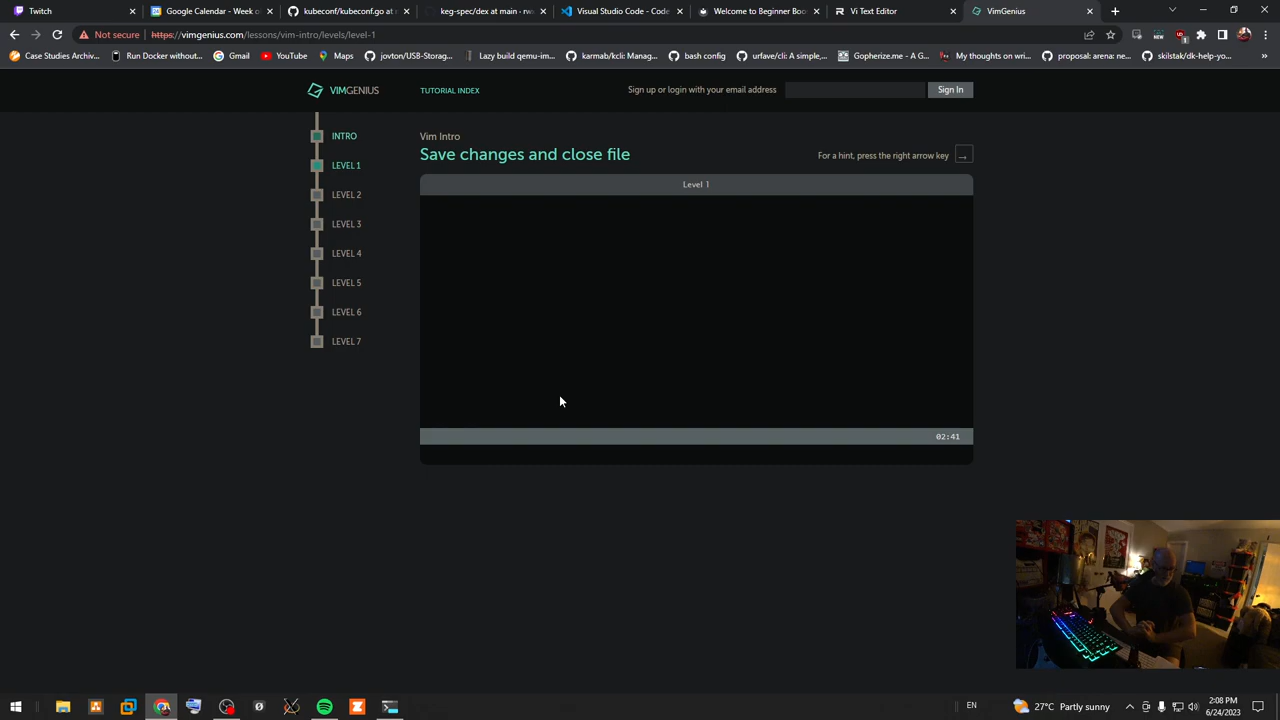 Twitch
Google Calendar - Week o
kubeconf/kubeconf.go at r
keg-spec/dex at main · rw
Visual Studio Code - Code
Welcome to Beginner Boo
Vi Text Editor
VimGenius
Not secure
https://vimgenius.com/lessons/vim-intro/levels/level-1
Case Studies Archiv...
Run Docker without...
Gmail
YouTube
Maps
joyton/USB-Storag...
Lazy build qemu-im...
karmab/kcli: Manag...
bash config
urfave/cli: A simple,...
Gopherize.me - A G...
My thoughts on wri...
proposal: arena: ne...
skilstak/dk-help-yo...
»
VIMGENIUS
TUTORIAL INDEX
Sign up or login with your email address
Sign In
INTRO
LEVEL 1
LEVEL 2
LEVEL 3
LEVEL 4
LEVEL 5
LEVEL 6
LEVEL 7
Vim Intro
Save changes and close file
For a hint, press the right arrow key →
Level 1
02:41
EN
27°C Partly sunny
2:08 PM
6/24/2023